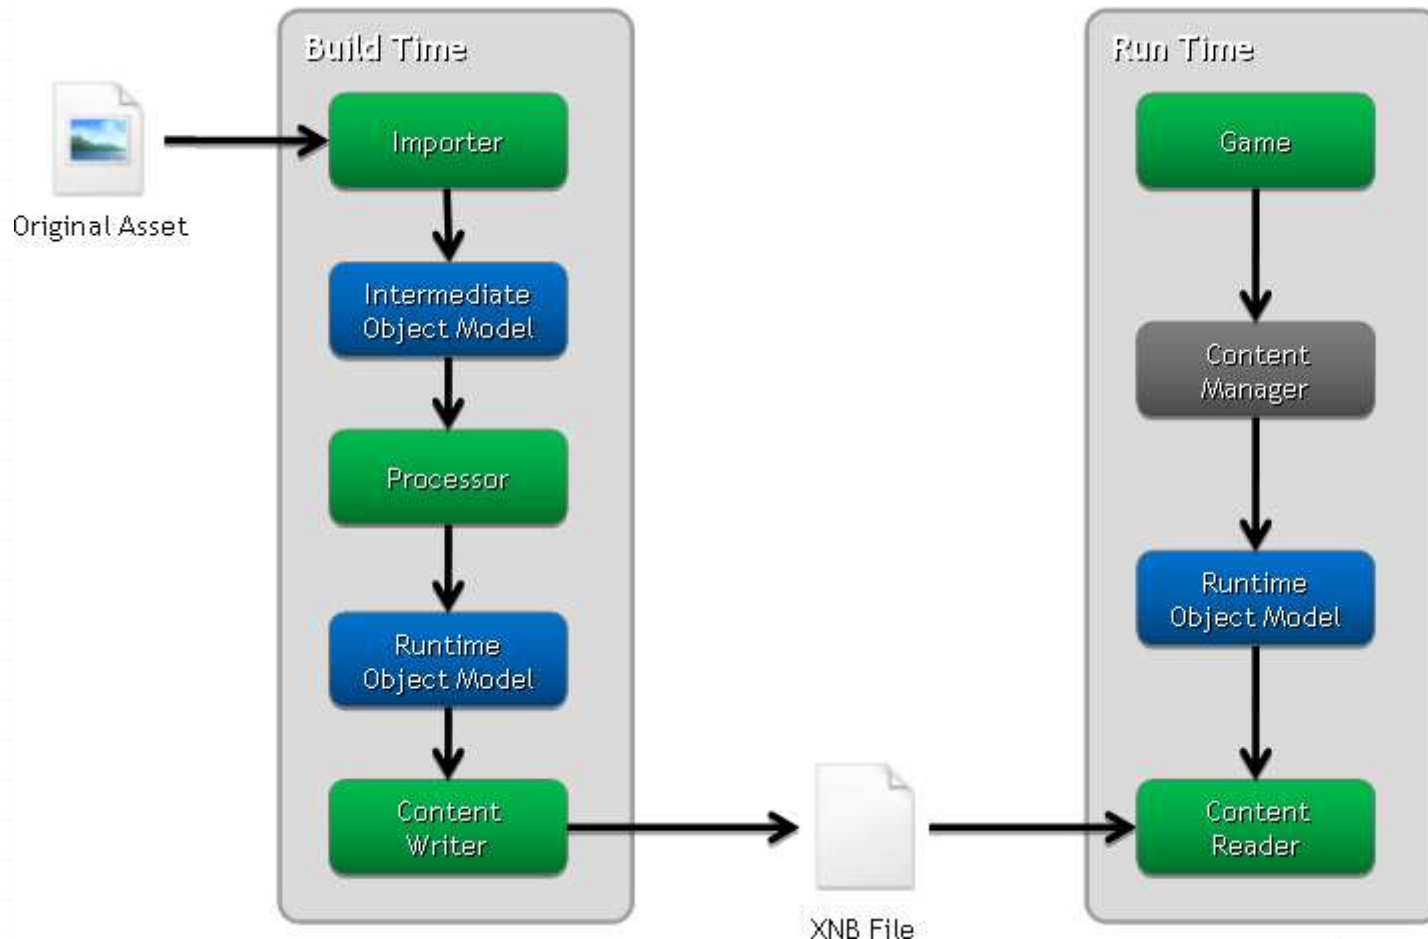 Build Time
Importer
Original Asset
Intermediate
Object Model
Processor
Runtime
Object Model
Content
Writer
XNB File
Run Time
Game
Content
Manager
Runtime
Object Model
Content
Reader